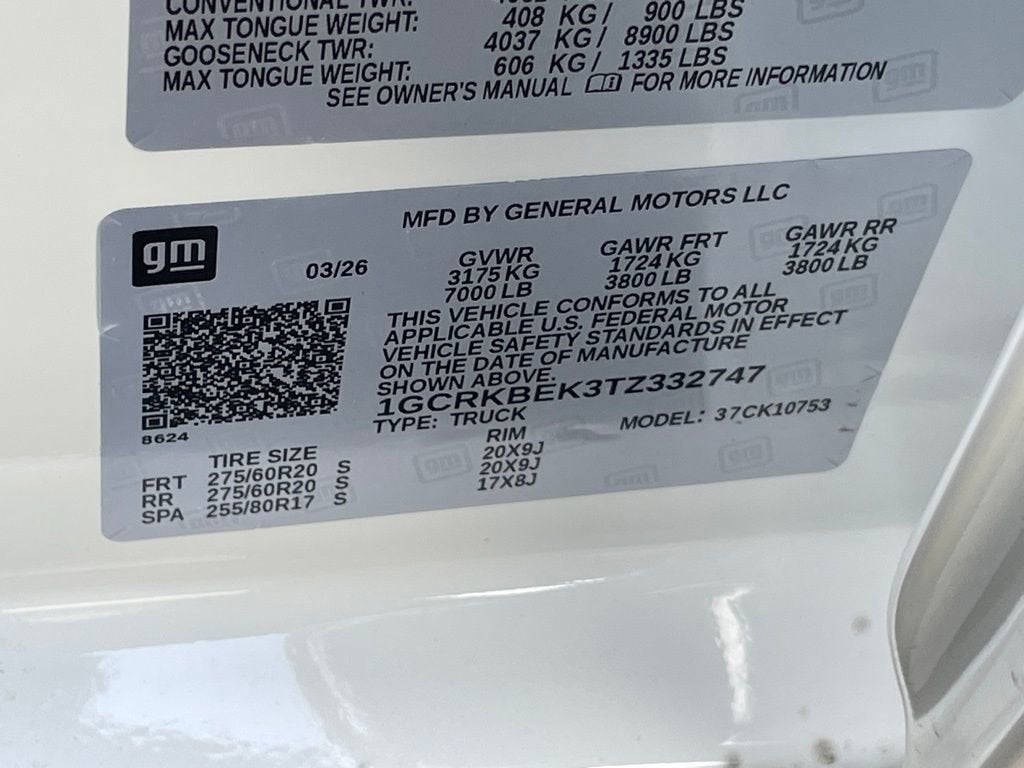 CONVENTIONAL TWR:
MAX TONGUE WEIGHT: 408 KG / 900 LBS
GOOSENECK TWR: 4037 KG / 8900 LBS
MAX TONGUE WEIGHT: 606 KG / 1335 LBS
SEE OWNER'S MANUAL FOR MORE INFORMATION
MFD BY GENERAL MOTORS LLC
gm
03/26
GVWR GAWR FRT GAWR RR
3175 KG 1724 KG 1724 KG
7000 LB 3800 LB 3800 LB
THIS VEHICLE CONFORMS TO ALL
APPLICABLE U.S. FEDERAL MOTOR
VEHICLE SAFETY STANDARDS IN EFFECT
ON THE DATE OF MANUFACTURE
SHOWN ABOVE.
1GCRKBEK3TZ332747
TYPE: TRUCK MODEL: 37CK10753
8624
TIRE SIZE RIM
FRT 275/60R20 S 20X9J
RR 275/60R20 S 20X9J
SPA 255/80R17 S 17X8J